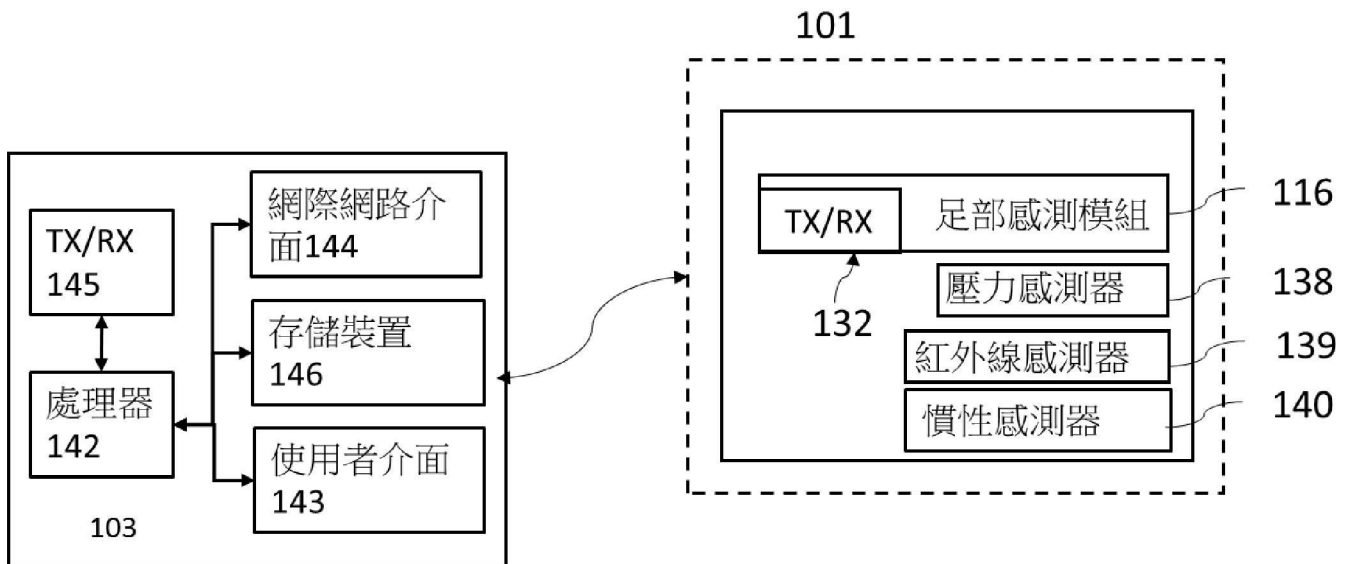 101
TX/RX
145
處理器
142
103
網際網路介
面144
存儲裝置
146
使用者介面
143
TX/RX
足部感測模組
116
132
壓力感測器
138
紅外線感測器
139
慣性感測器
140